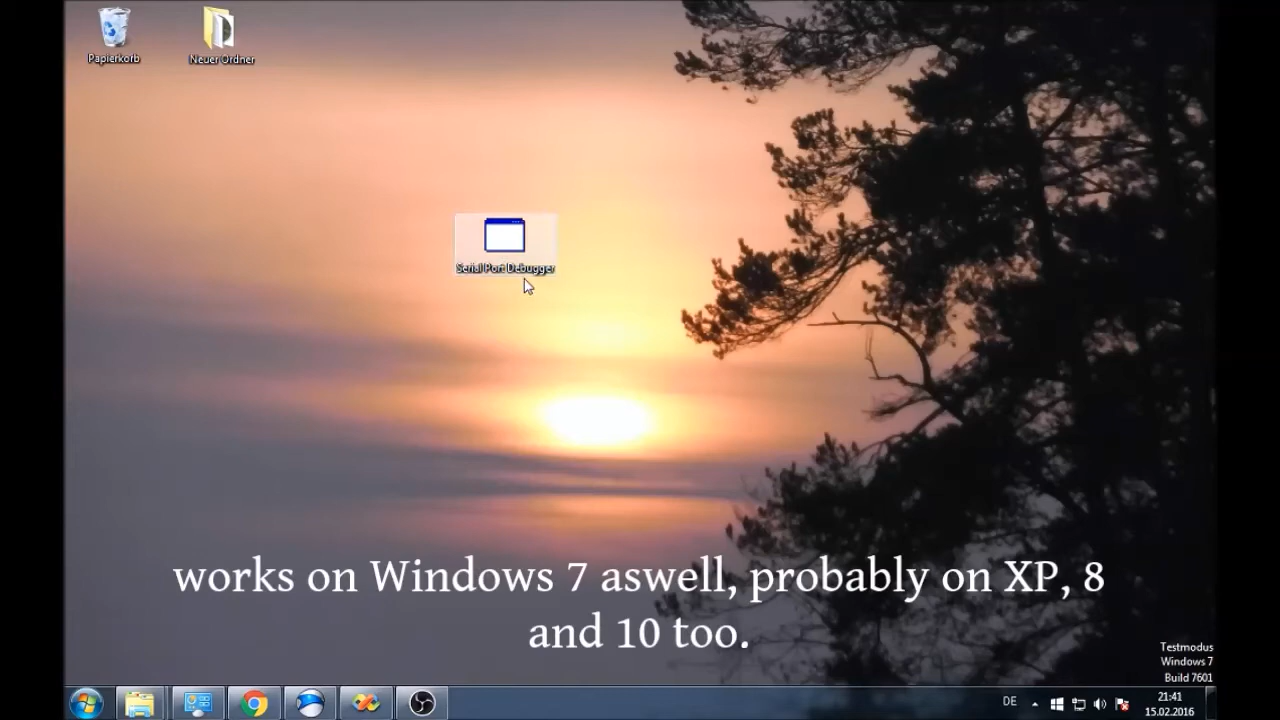 Papierkorb
Neuer Ordner
Serial Port Debugger
works on Windows 7 aswell, probably on XP, 8
and 10 too.
Testmodus
Windows 7
Build 7601
DE
21:41
15.02.2016